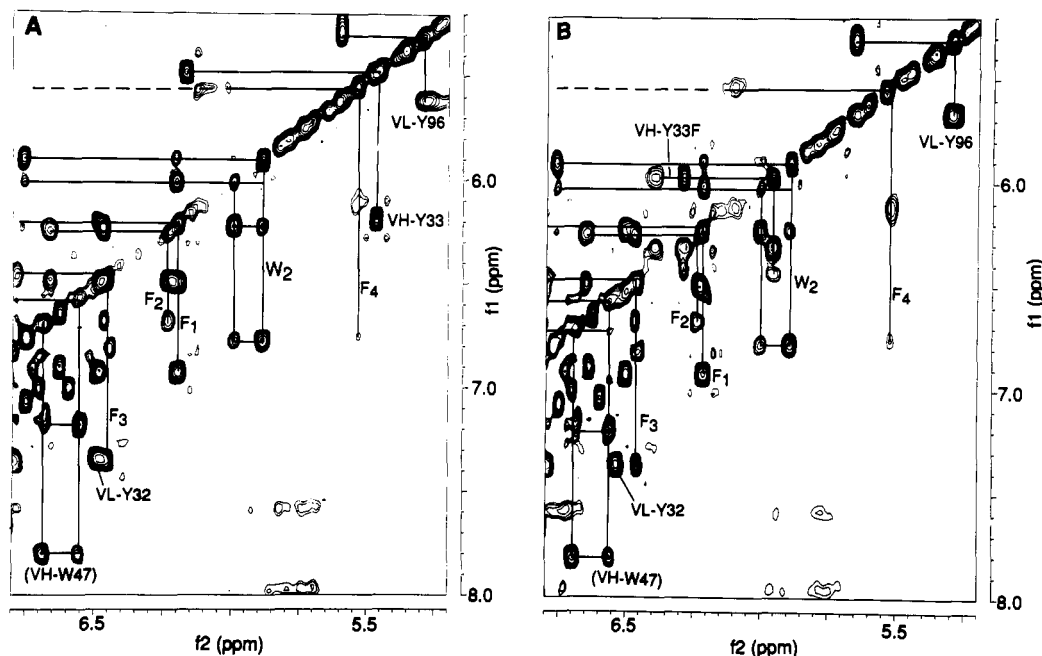 A
VL-Y96
6.0
VH-Y33
W2
F2
F1
F4
7.0
F3
VL-Y32
(VH-W47)
8.0
6.5
5.5
f2 (ppm)
f1 (ppm)
B
VH-Y33F
VL-Y96
6.0
W2
F2
F4
F1
7.0
F3
VL-Y32
(VH-W47)
8.0
6.5
5.5
f2 (ppm)
f1 (ppm)